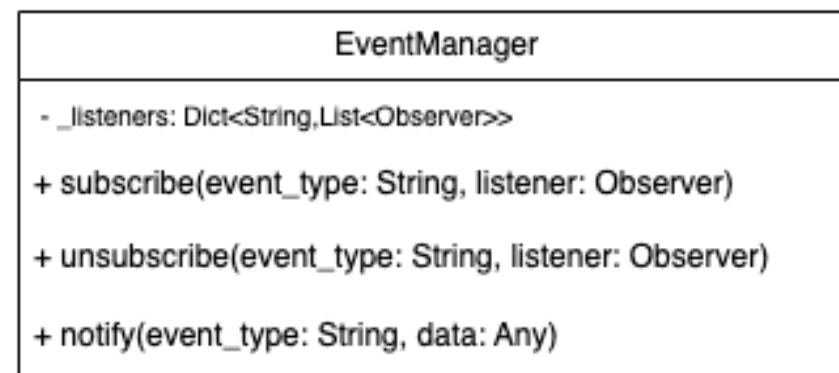 EventManager
- _listeners: Dict<String,List<Observer>>
+ subscribe(event_type: String, listener: Observer)
+ unsubscribe(event_type: String, listener: Observer)
+ notify(event_type: String, data: Any)